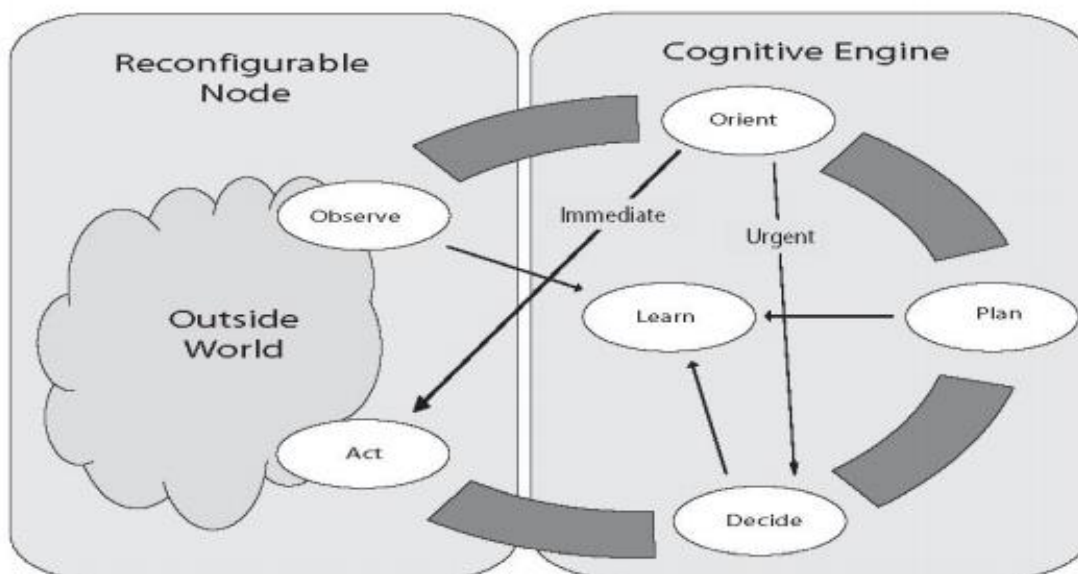 Reconfigurable
Node
Cognitive Engine
Orient
Observe
Immediate
Urgent
Outside
World
Learn
Plan
Act
Decide